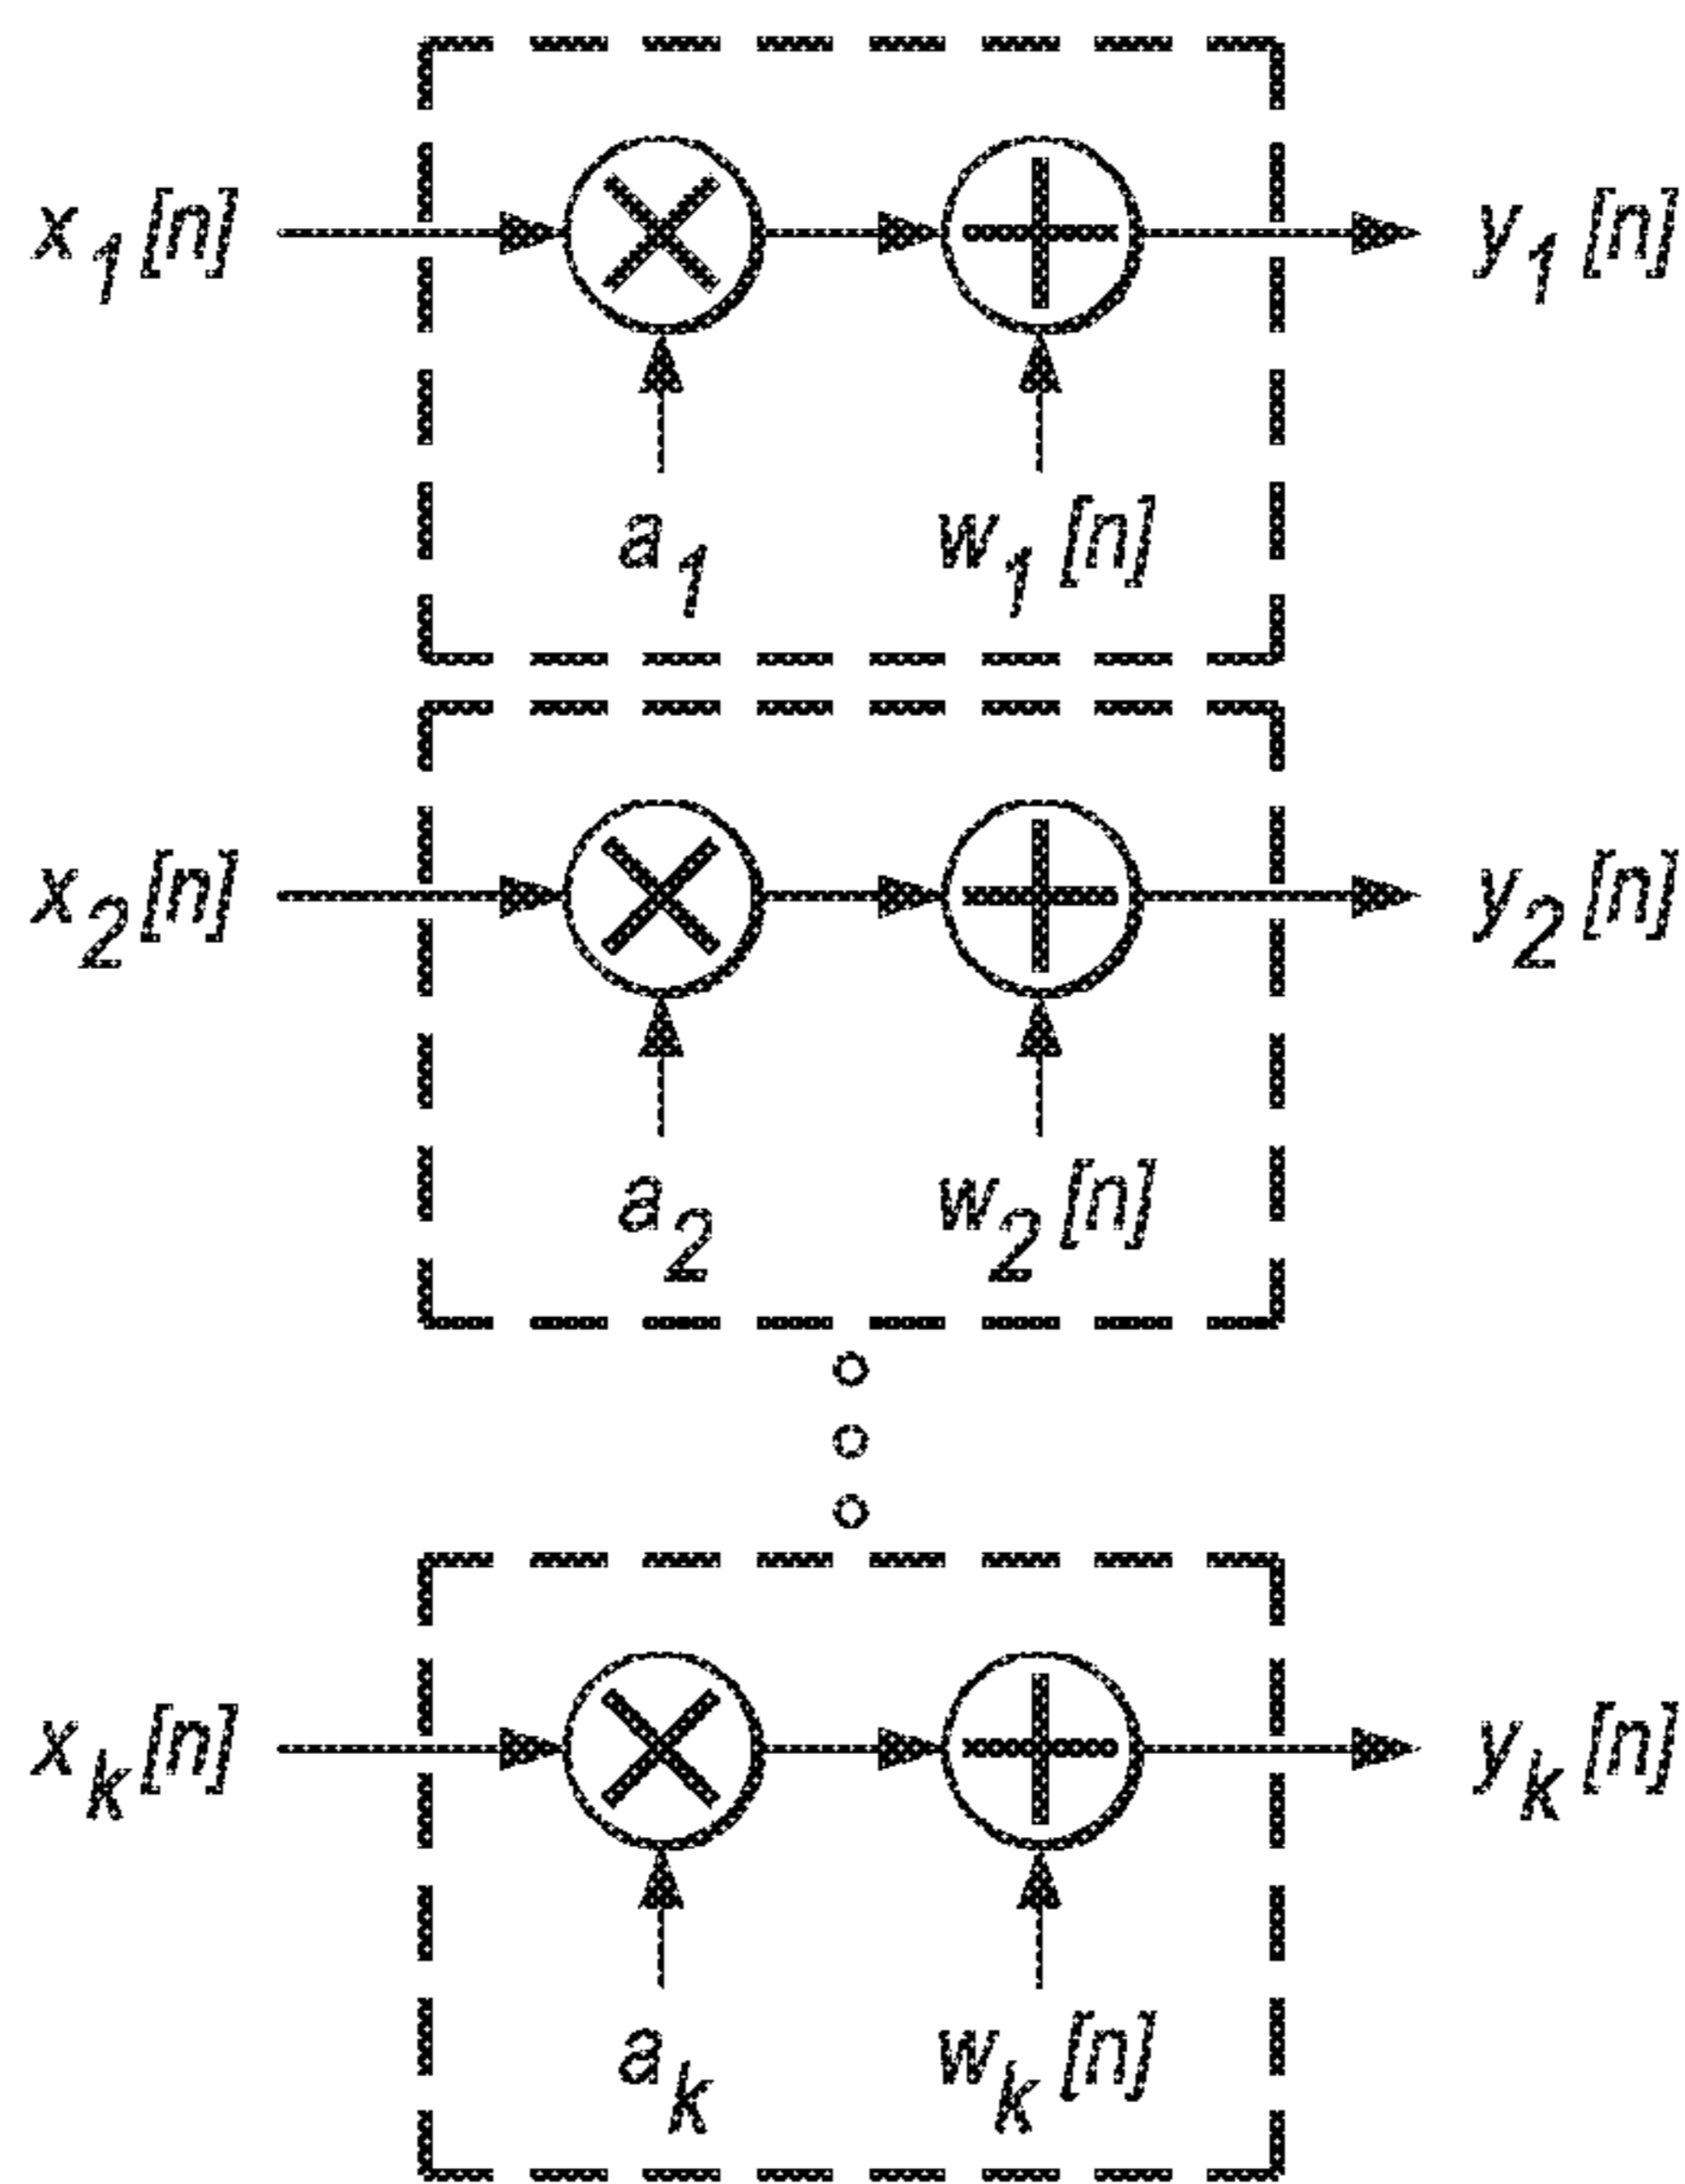 x₁[n] y₁[n]
a₁ w₁[n]
x₂[n] y₂[n]
a₂ w₂[n]
xₖ[n] yₖ[n]
aₖ wₖ[n]